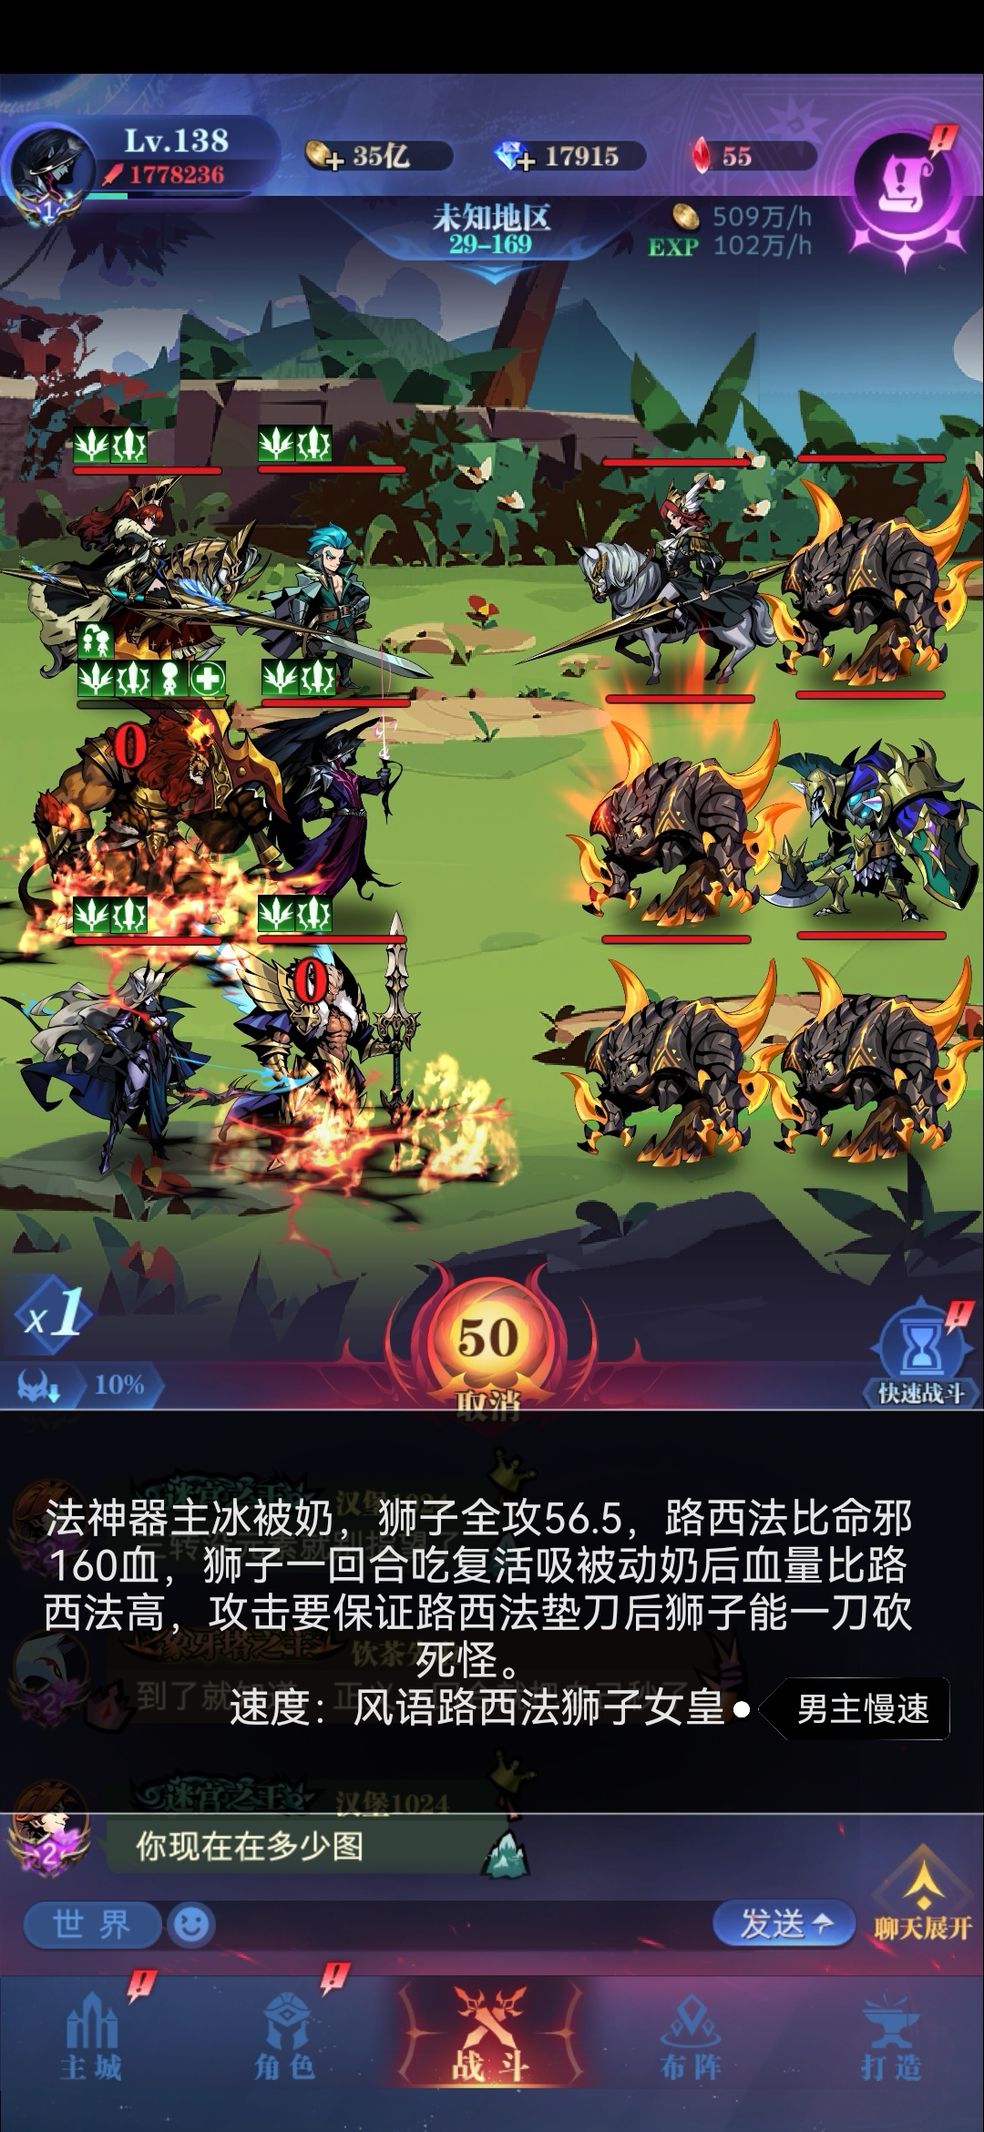 Lv.138
1778236
1
35亿
17915
55
未知地区
29-169
509万/h
EXP 102万/h
0
0
x1
10%
50
取消
快速战斗
法神器主冰被奶，狮子全攻56.5，路西法比命邪
160血，狮子一回合吃复活吸被动奶后血量比路
西法高，攻击要保证路西法垫刀后狮子能一刀砍
死怪。
速度：风语路西法狮子女皇
男主慢速
迷宫之王
汉堡1024
2
你现在在多少图
世界
发送
聊天展开
主城
角色
战斗
布阵
打造